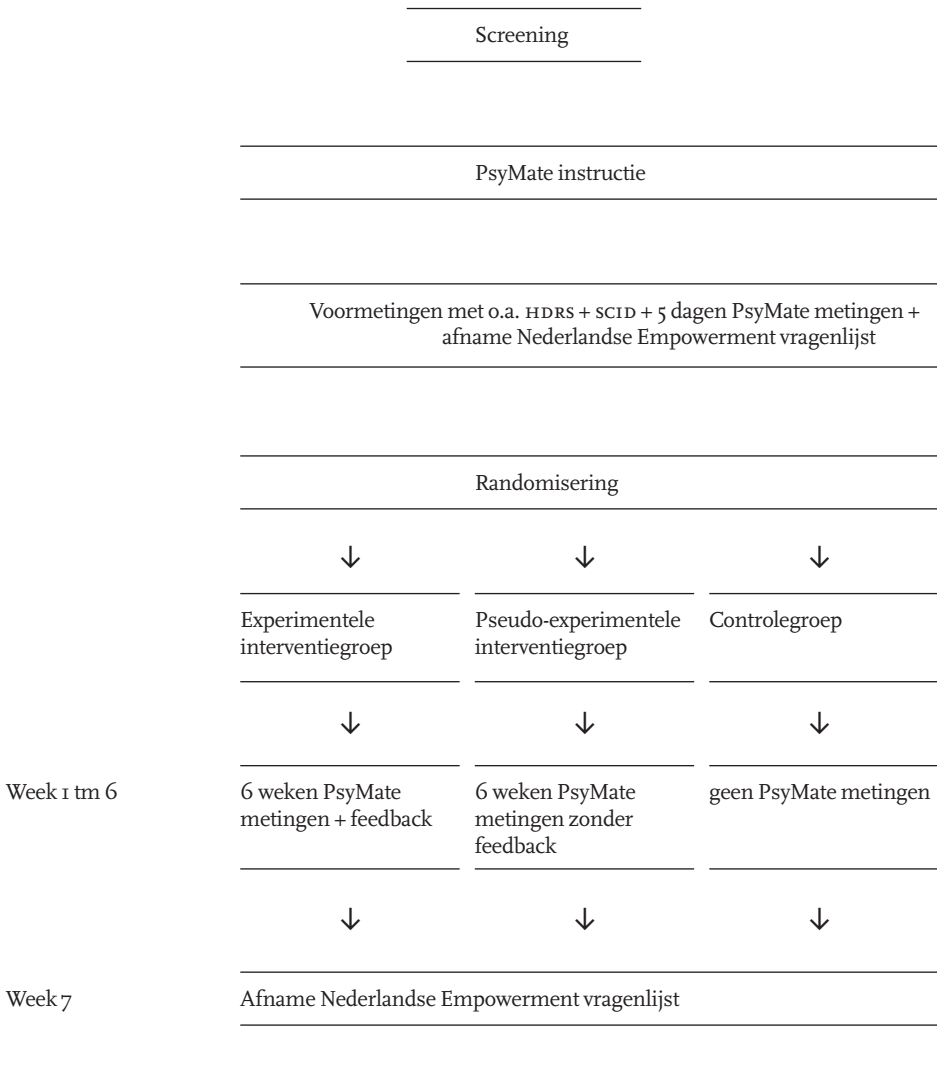 Screening
PsyMate instructie
Voormetingen met o.a. HDRS + SCID + 5 dagen PsyMate metingen +
afname Nederlandse Empowerment vragenlijst
Randomisering
↓ ↓ ↓
Experimentele
interventiegroep
Pseudo-experimentele
interventiegroep
Controlegroep
↓ ↓ ↓
Week 1 tm 6
6 weken PsyMate
metingen + feedback
6 weken PsyMate
metingen zonder
feedback
geen PsyMate metingen
↓ ↓ ↓
Week 7
Afname Nederlandse Empowerment vragenlijst